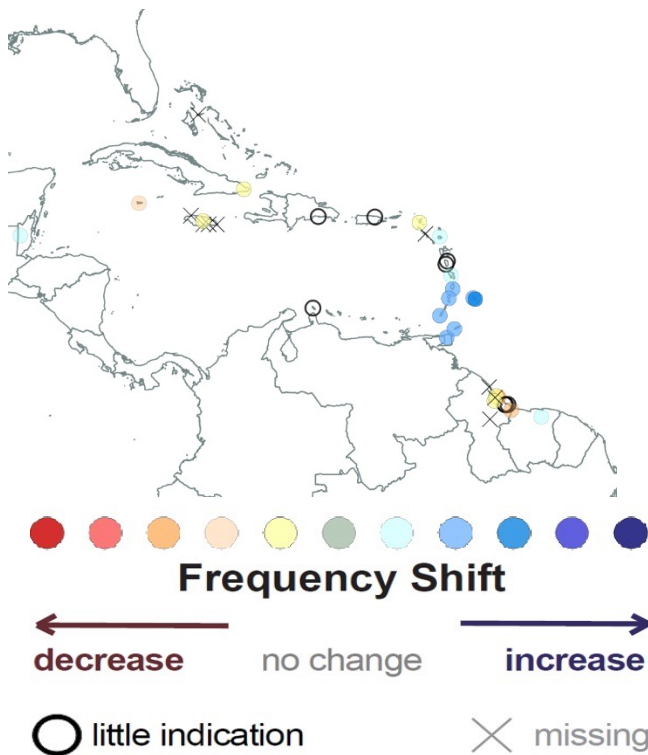 Frequency Shift
decrease no change increase
little indication missing